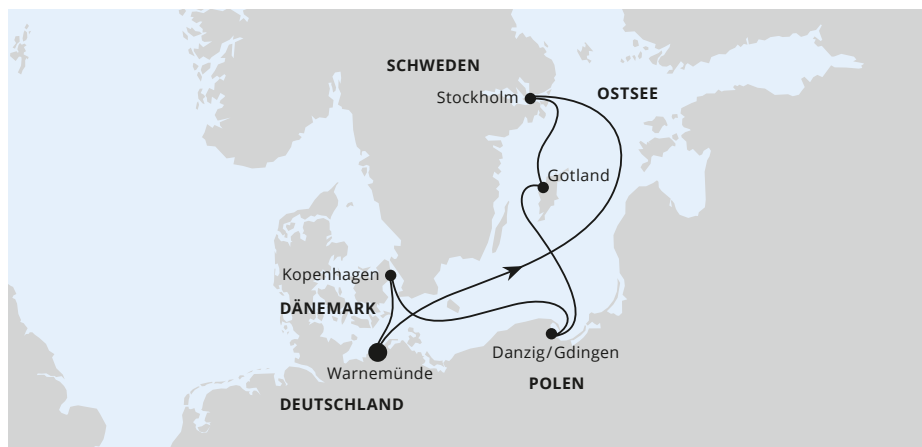 SCHWEDEN
Stockholm
OSTSEE
Gotland
Kopenhagen
DÄNEMARK
Danzig/Gdingen
Warnemünde
POLEN
DEUTSCHLAND